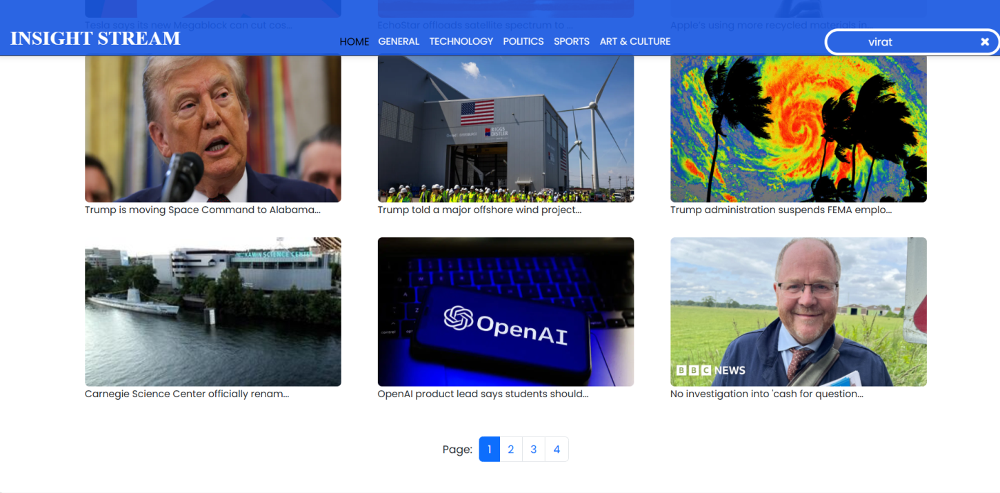 Tesla says its new Megablock can cut cos...
EchoStar offloads satellite spectrum to ...
Apple's using more recycled materials in...
INSIGHT STREAM
HOME GENERAL TECHNOLOGY POLITICS SPORTS ART & CULTURE
virat
RIGGS
DISTLER
Trump is moving Space Command to Alabama...
Trump told a major offshore wind project...
Trump administration suspends FEMA emplo...
KAMIN SCIENCE CENTER
OpenAI
BBC NEWS
Carnegie Science Center officially renam...
OpenAI product lead says students should...
No investigation into 'cash for question...
Page: 1 2 3 4